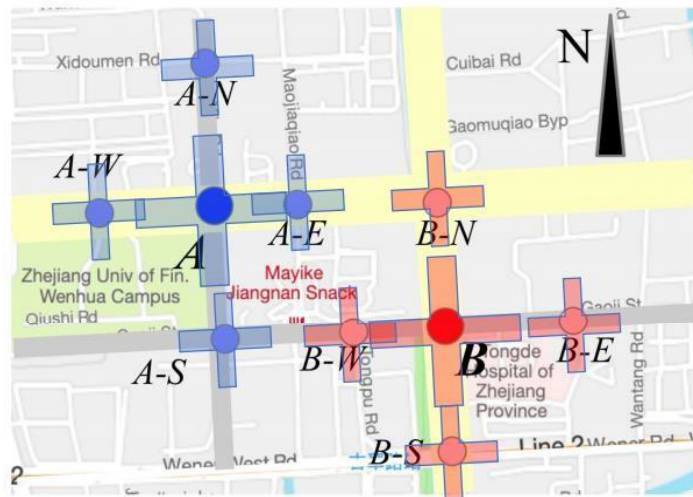 Xidoumen Rd
A-N
Maojiaqiao Rd
Cuibai Rd
N
Gaomuqiao Byp
A-W
A
A-E
B-N
Zhejiang Univ of Fin.
Wenhua Campus
Qiushi Rd
Mayike
Jiangnan Snack
Gaoji St
A-S
B-W
B
B-E
Tongde
Hospital of
Zhejiang
Province
Nongpu Rd
Wantang Rd
B-S
Line 2
Wener Rd
2
Wener West Rd